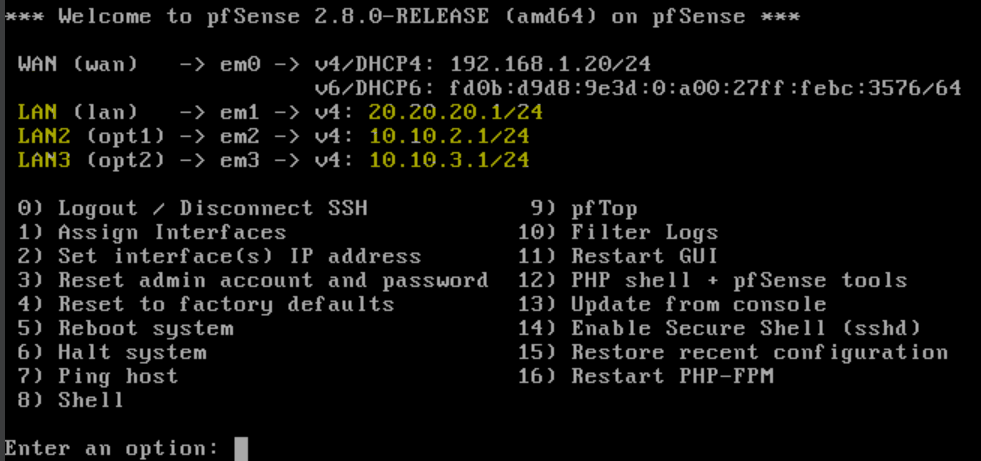 *** Welcome to pfSense 2.8.0-RELEASE (amd64) on pfSense ***
WAN (wan) -> em0 -> v4/DHCP4: 192.168.1.20/24
v6/DHCP6: fd0b:d9d8:9e3d:0:a00:27ff:febc:3576/64
LAN (lan) -> em1 -> v4: 20.20.20.1/24
LAN2 (opt1) -> em2 -> v4: 10.10.2.1/24
LAN3 (opt2) -> em3 -> v4: 10.10.3.1/24
0) Logout / Disconnect SSH 9) pfTop
1) Assign Interfaces 10) Filter Logs
2) Set interface(s) IP address 11) Restart GUI
3) Reset admin account and password 12) PHP shell + pfSense tools
4) Reset to factory defaults 13) Update from console
5) Reboot system 14) Enable Secure Shell (sshd)
6) Halt system 15) Restore recent configuration
7) Ping host 16) Restart PHP-FPM
8) Shell
Enter an option: